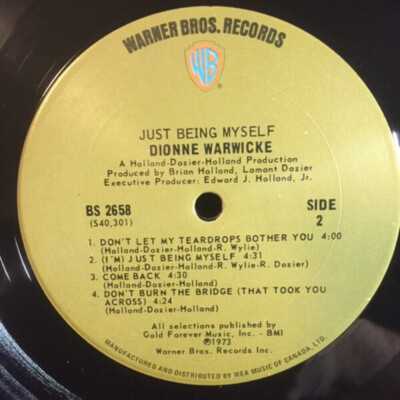 WARNER BROS. RECORDS
WB
JUST BEING MYSELF
DIONNE WARWICKE
A Holland-Dozier-Holland Production
Produced by Brian Holland, Lamont Dozier
Executive Producer: Edward J. Holland, Jr.
BS 2658
(S40,301)
SIDE
2
1. DON'T LET MY TEARDROPS BOTHER YOU 4:00
(Holland-Dozier-Holland-R. Wylie)
2. (I'M) JUST BEING MYSELF 4:31
(Holland-Dozier-Holland-R. Wylie-R. Dozier)
3. COME BACK 4:30
(Holland-Dozier-Holland)
4. DON'T BURN THE BRIDGE (THAT TOOK YOU
ACROSS) 4:24
(Holland-Dozier-Holland)
All selections published by
Gold Forever Music, Inc. - BMI
℗1973
Warner Bros. Records Inc.
MANUFACTURED AND DISTRIBUTED BY WEA MUSIC OF CANADA, LTD.